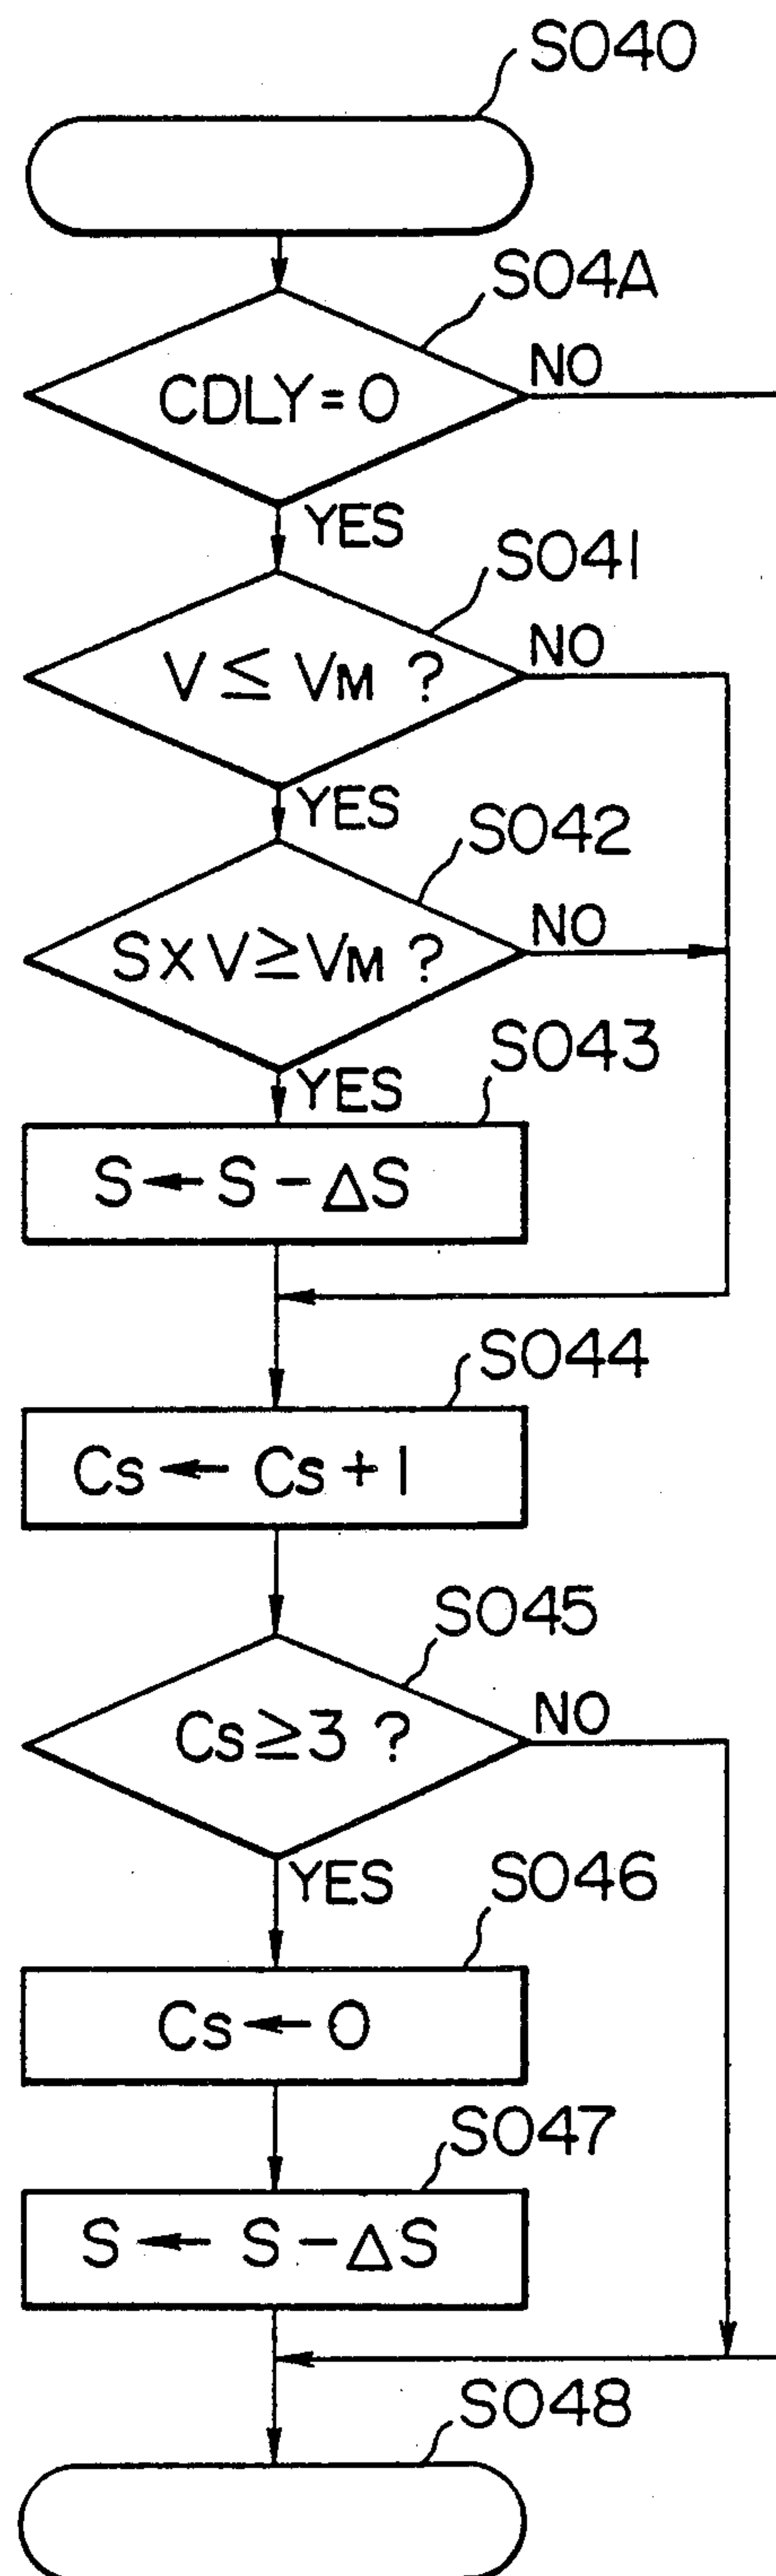 S040
S04A
CDLY=0
NO
YES
S041
V ≤ VM ?
NO
YES
S042
S x V ≥ VM ?
NO
YES
S043
S ← S − ΔS
S044
Cs ← Cs + 1
S045
Cs ≥ 3 ?
NO
YES
S046
Cs ← 0
S047
S ← S − ΔS
S048